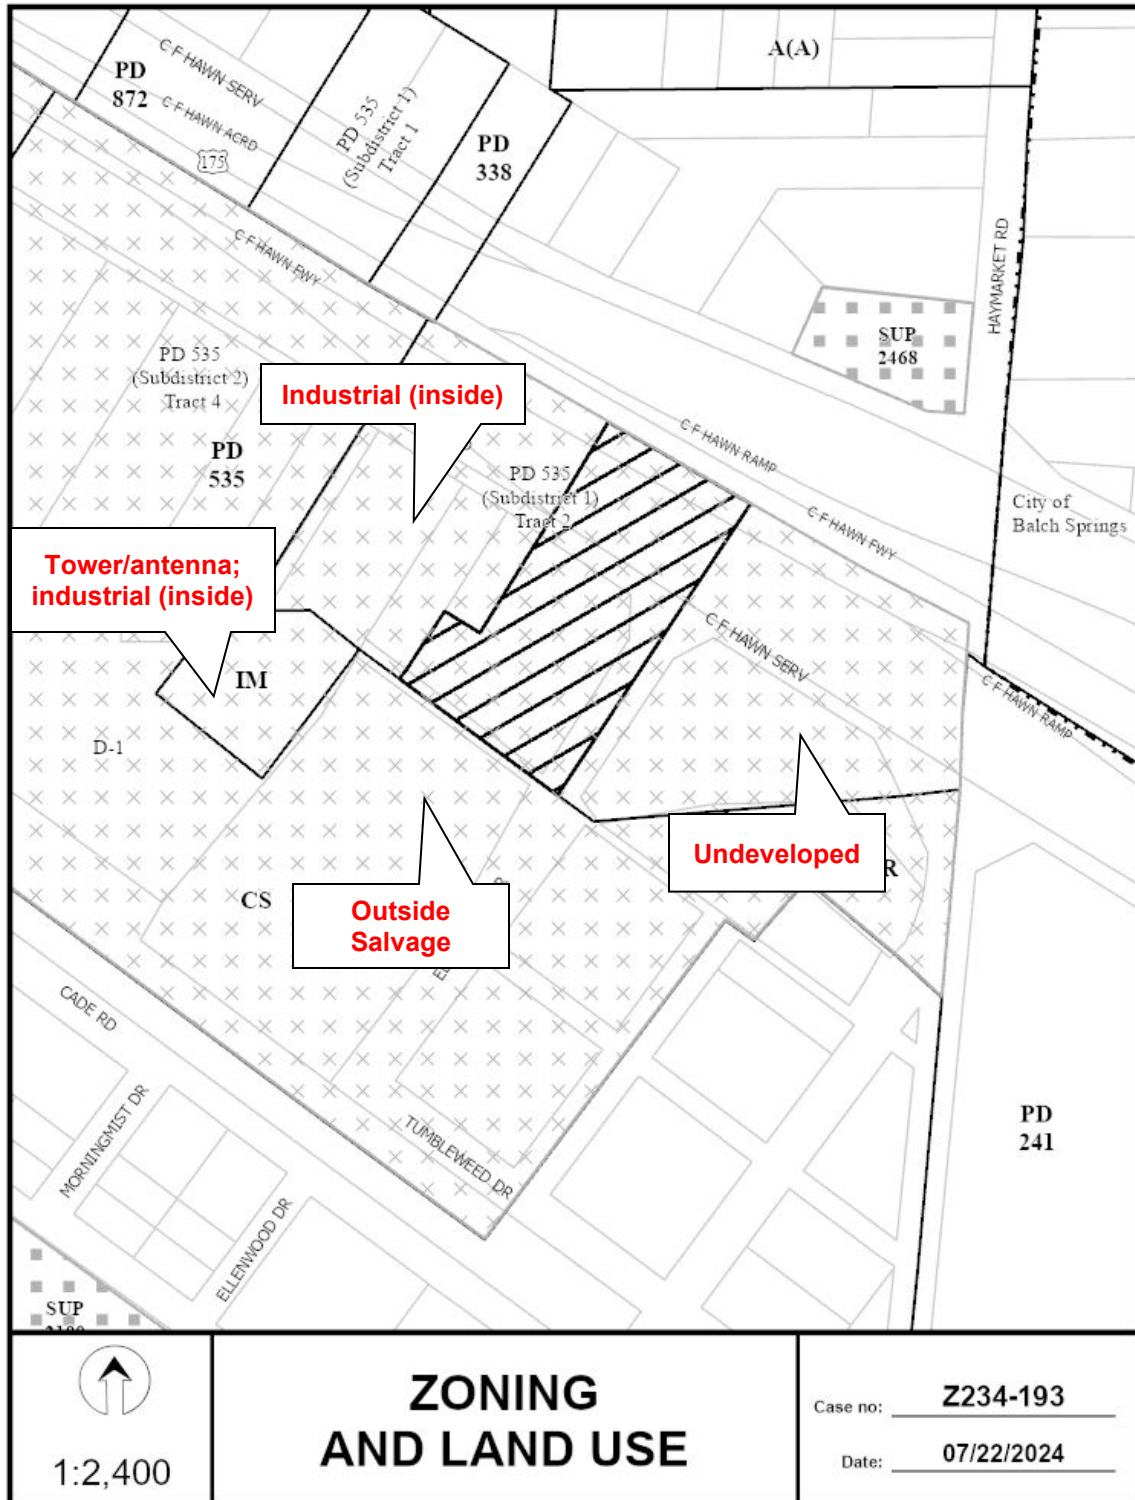 A(A)
C F HAWN SERV
PD
872
C F HAWN ACRD
175
PD 535
(Subdistrict 1)
Tract 1
PD
338
C F HAWN FWY
HAYMARKET RD
SUP
2468
PD 535
(Subdistrict 2)
Tract 4
PD
535
Industrial (inside)
C F HAWN RAMP
PD 535
(Subdistrict 1)
Tract 2
C F HAWN FWY
City of
Balch Springs
Tower/antenna;
industrial (inside)
C F HAWN SERV
IM
C F HAWN RAMP
D-1
Undeveloped
R
CS
Outside
Salvage
CADE RD
MORNINGMIST DR
TUMBLEWEED DR
ELLENWOOD DR
PD
241
SUP
1:2,400
ZONING
AND LAND USE
Case no: Z234-193
Date: 07/22/2024